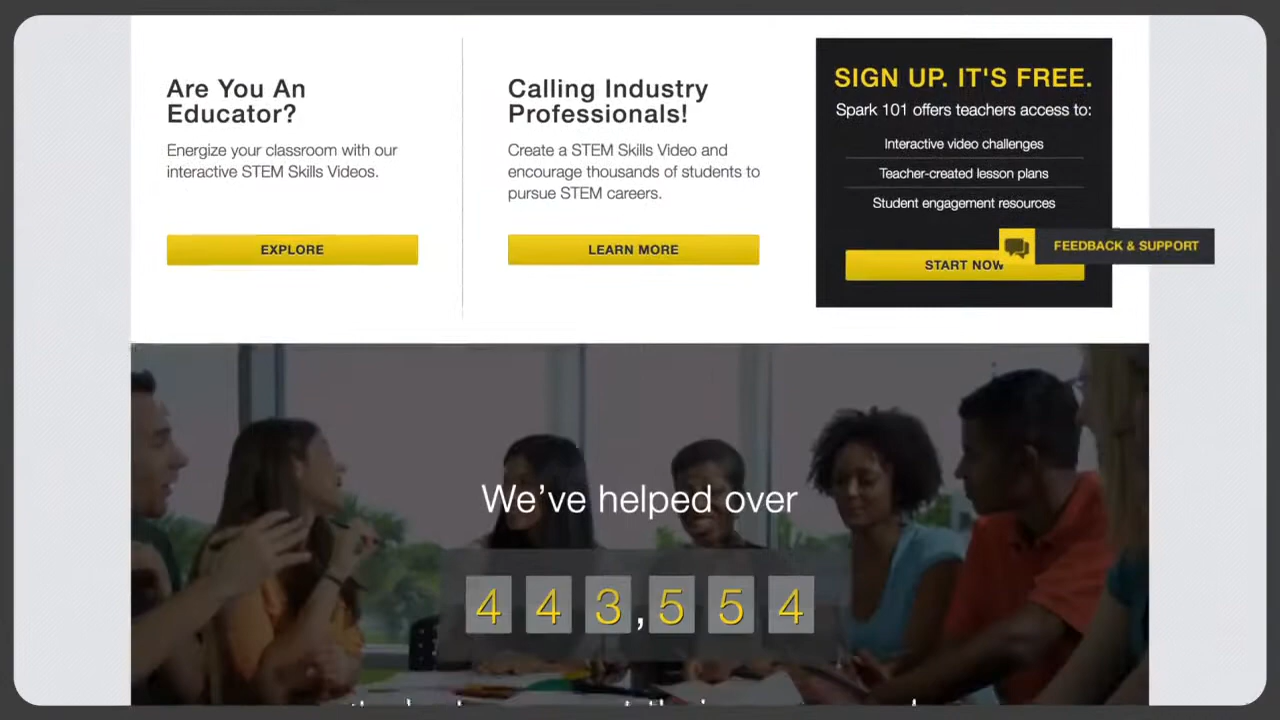 Are You An
Educator?
Energize your classroom with our
interactive STEM Skills Videos.
EXPLORE
Calling Industry
Professionals!
Create a STEM Skills Video and
encourage thousands of students to
pursue STEM careers.
LEARN MORE
SIGN UP. IT'S FREE.
Spark 101 offers teachers access to:
Interactive video challenges
Teacher-created lesson plans
Student engagement resources
FEEDBACK & SUPPORT
START NOW
We've helped over
443,554